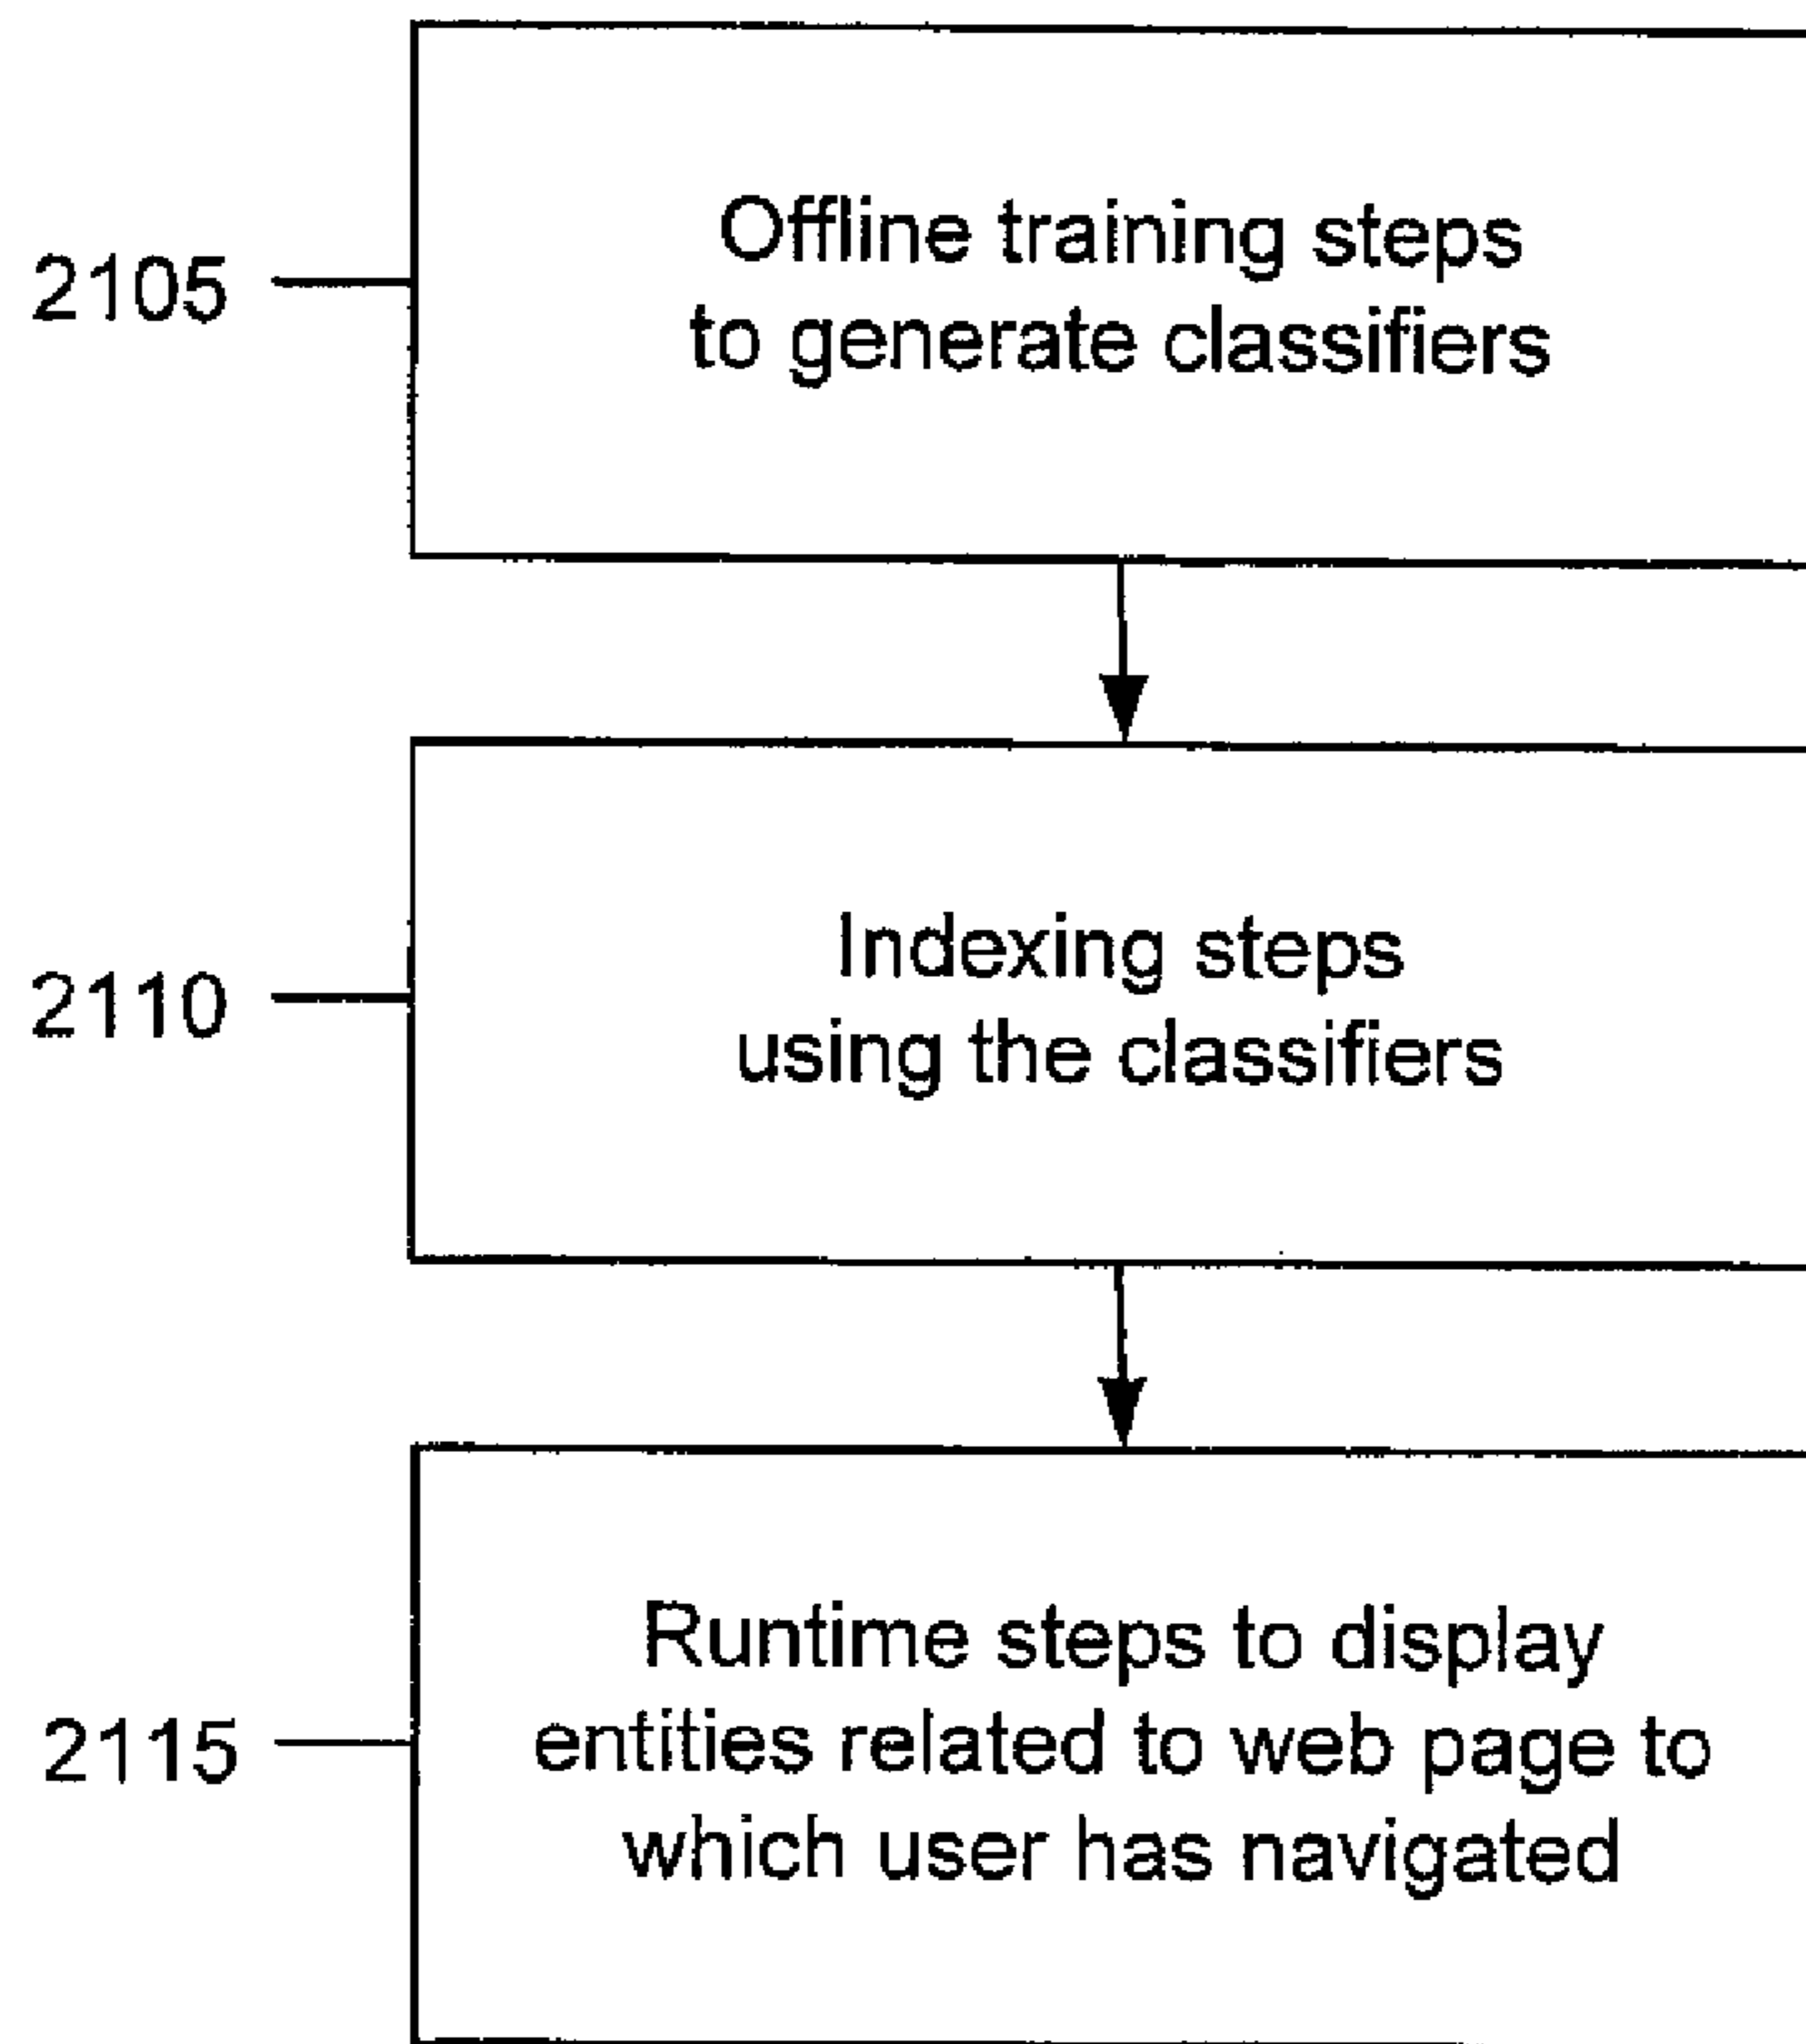 2105
Offline training steps
to generate classifiers
2110
Indexing steps
using the classifiers
2115
Runtime steps to display
entities related to web page to
which user has navigated